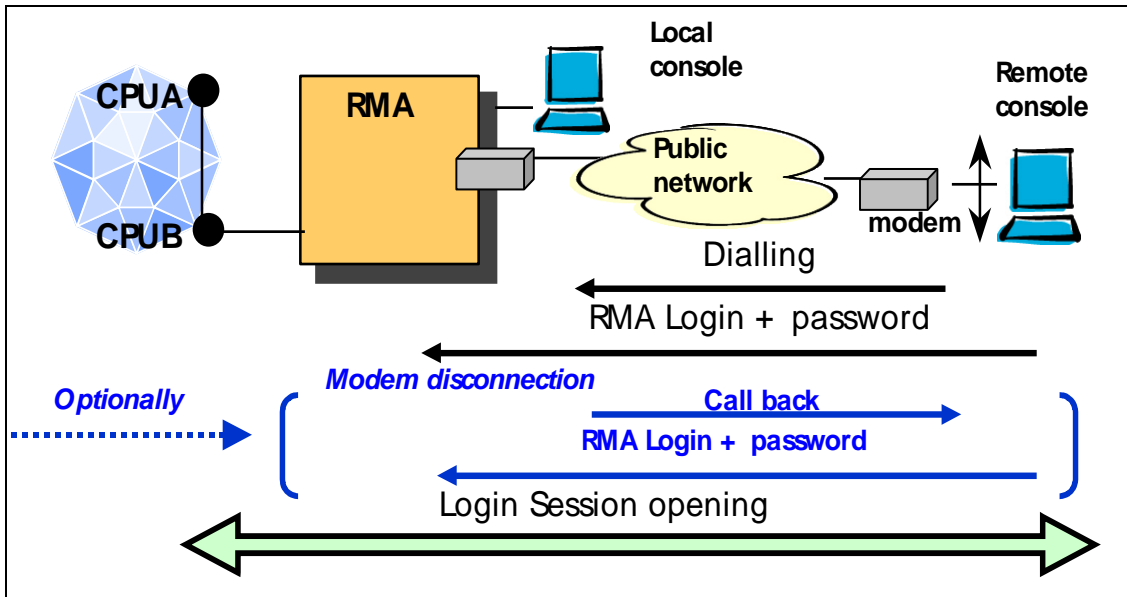 Local
console
Remote
console
CPUA
RMA
Public
network
CPUB
modem
Dialling
RMA Login + password
Modem disconnection
Optionally
Call back
RMA Login + password
Login Session opening